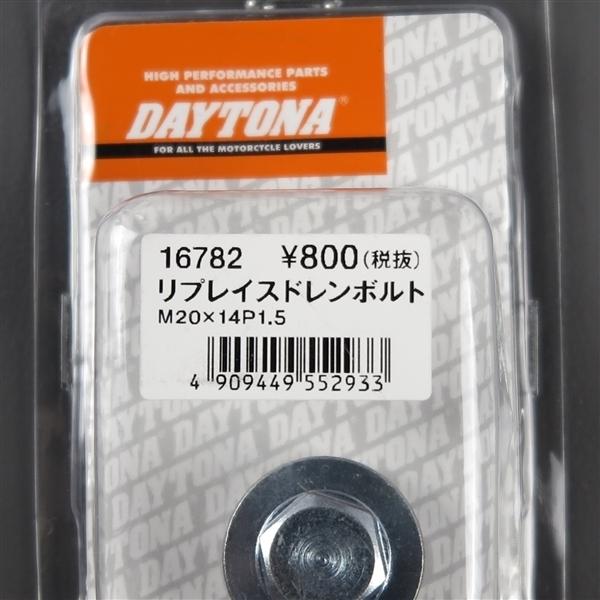 HIGH PERFORMANCE PARTS
AND ACCESSORIES
DAYTONA®
FOR ALL THE MOTORCYCLE LOVERS
16782 ¥800(税抜)
リプレイスドレンボルト
M20×14P1.5
4 909449 552933